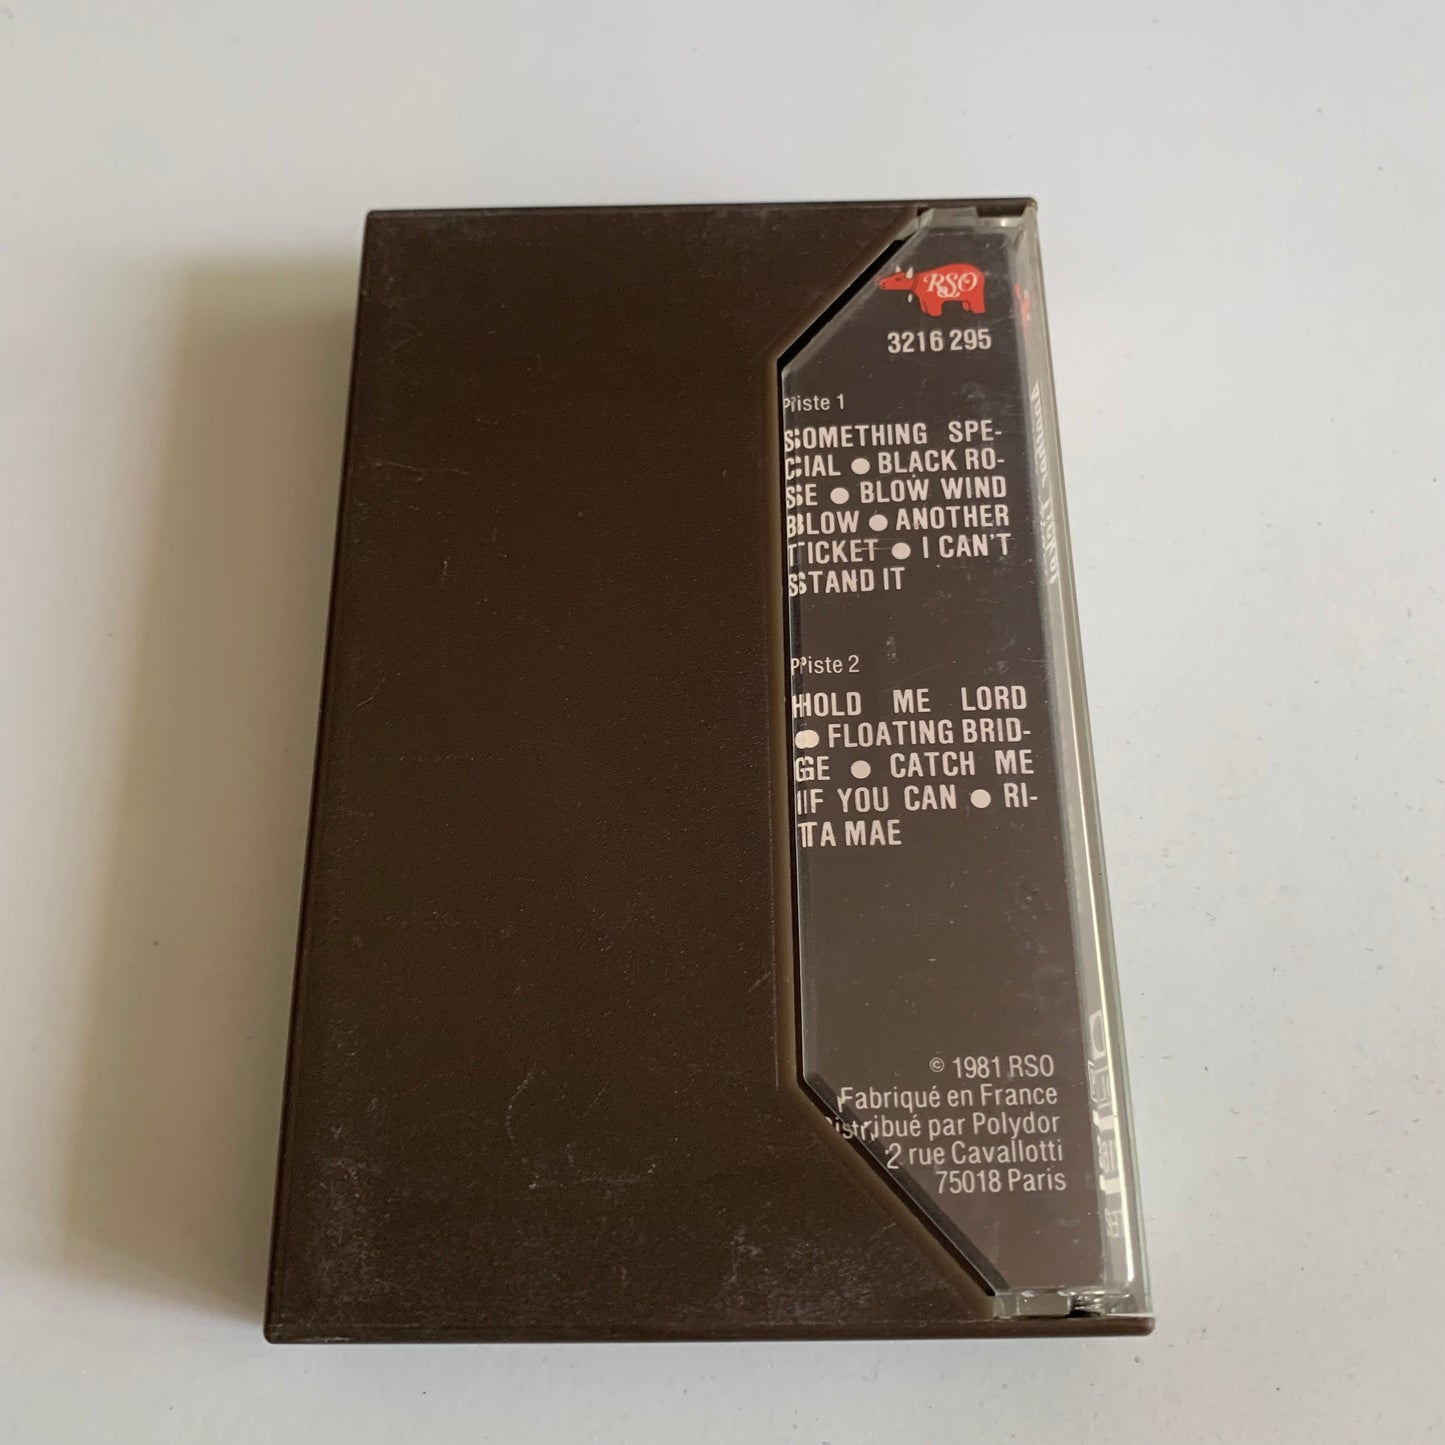 RSO
3216 295
Piste 1
SOMETHING SPE-
CIAL ● BLACK RO-
SE ● BLOW WIND
BLOW ● ANOTHER
TICKET ● I CAN'T
STAND IT
Piste 2
HOLD ME LORD
● FLOATING BRID-
GE ● CATCH ME
IF YOU CAN ● RI-
TA MAE
© 1981 RSO
Fabriqué en France
Distribué par Polydor
2 rue Cavallotti
75018 Paris